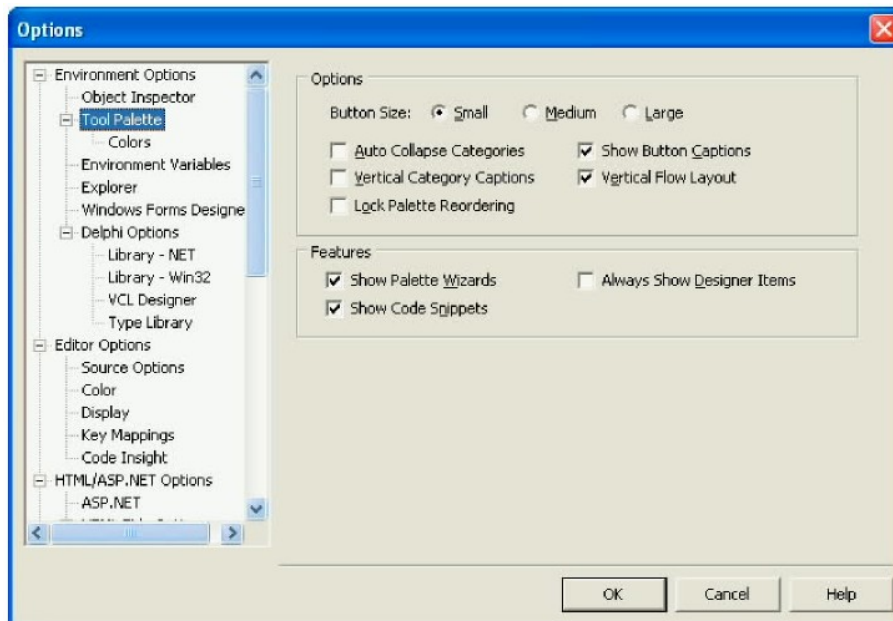 Options
Environment Options
Object Inspector
Tool Palette
Colors
Environment Variables
Explorer
Windows Forms Designe
Delphi Options
Library - NET
Library - Win32
VCL Designer
Type Library
Editor Options
Source Options
Color
Display
Key Mappings
Code Insight
HTML/ASP.NET Options
ASP.NET
Options
Button Size: Small Medium Large
Auto Collapse Categories Show Button Captions
Vertical Category Captions Vertical Flow Layout
Lock Palette Reordering
Features
Show Palette Wizards Always Show Designer Items
Show Code Snippets
OK Cancel Help